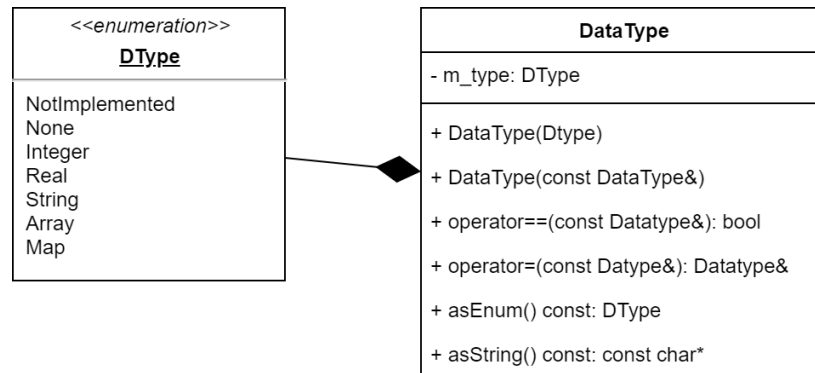 <<enumeration>>
DType
NotImplemented
None
Integer
Real
String
Array
Map
DataType
- m_type: DType
+ DataType(Dtype)
+ DataType(const DataType&)
+ operator==(const Datatype&): bool
+ operator=(const Datype&): Datatype&
+ asEnum() const: DType
+ asString() const: const char*